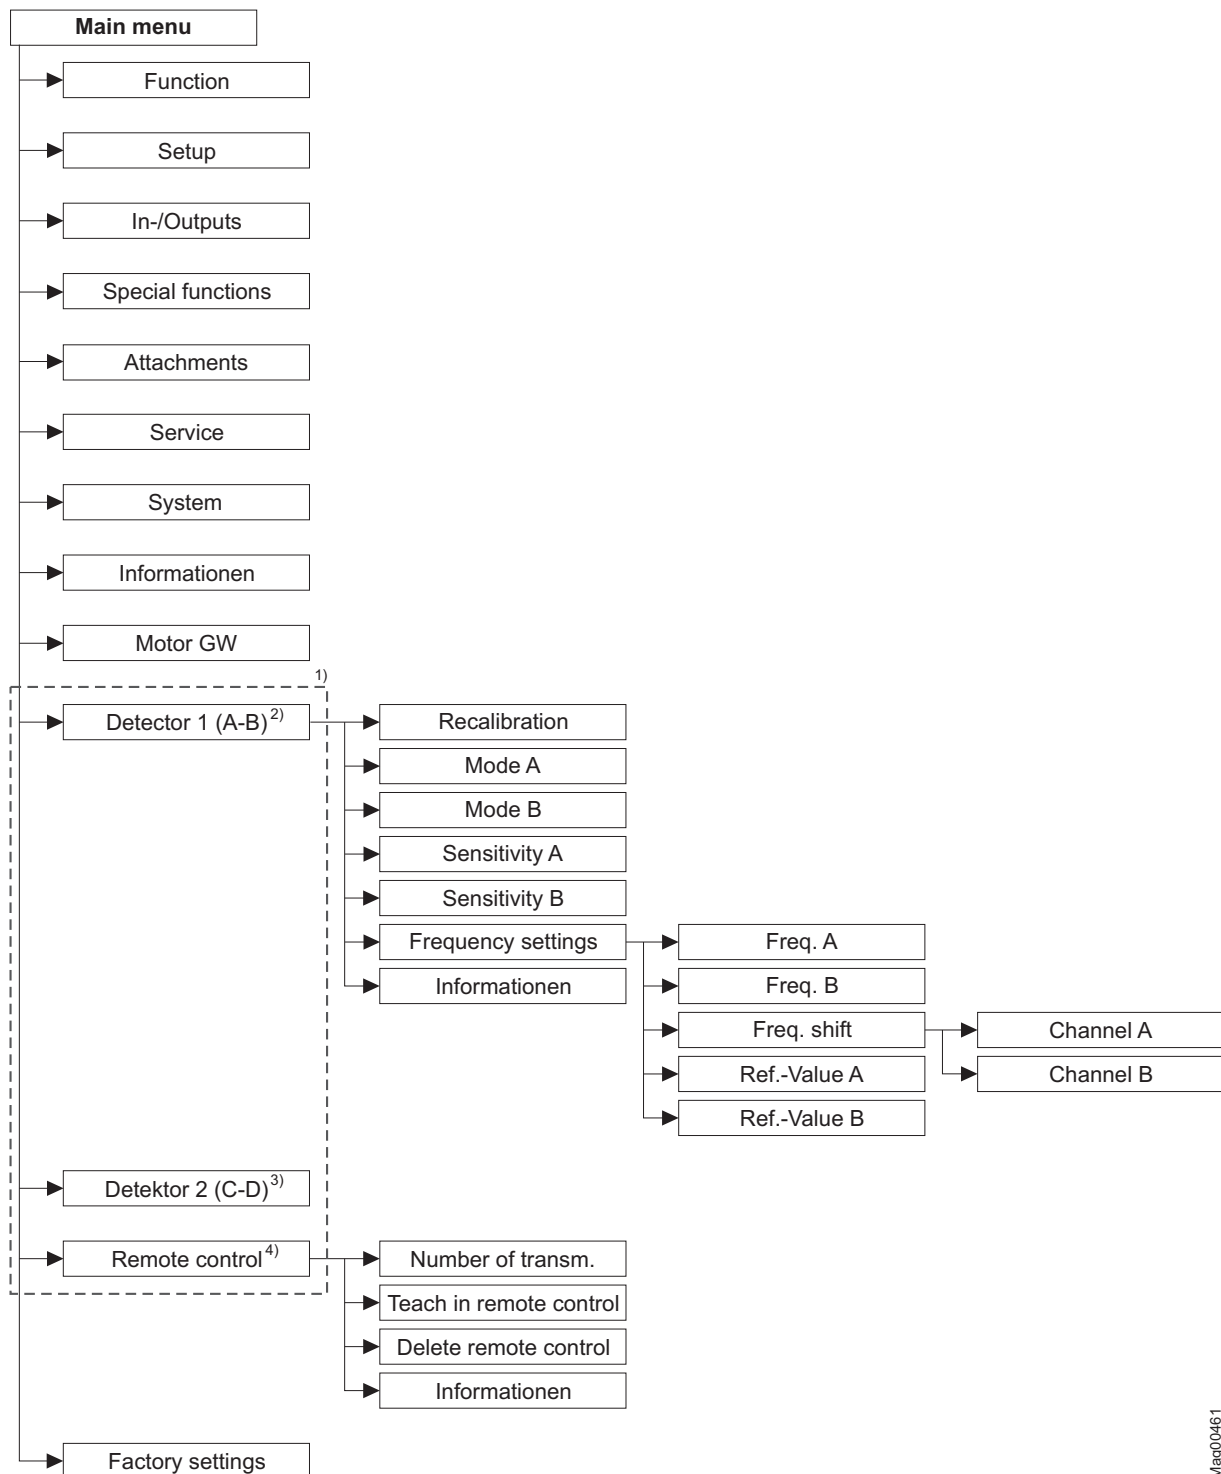 Main menu
Function
Setup
In-/Outputs
Special functions
Attachments
Service
System
Informationen
Motor GW
1)
Detector 1 (A-B) 2)
Recalibration
Mode A
Mode B
Sensitivity A
Sensitivity B
Frequency settings
Freq. A
Informationen
Freq. B
Freq. shift
Channel A
Ref.-Value A
Channel B
Ref.-Value B
Detektor 2 (C-D) 3)
Remote control 4)
Number of transm.
Teach in remote control
Delete remote control
Informationen
Factory settings
Mag00461